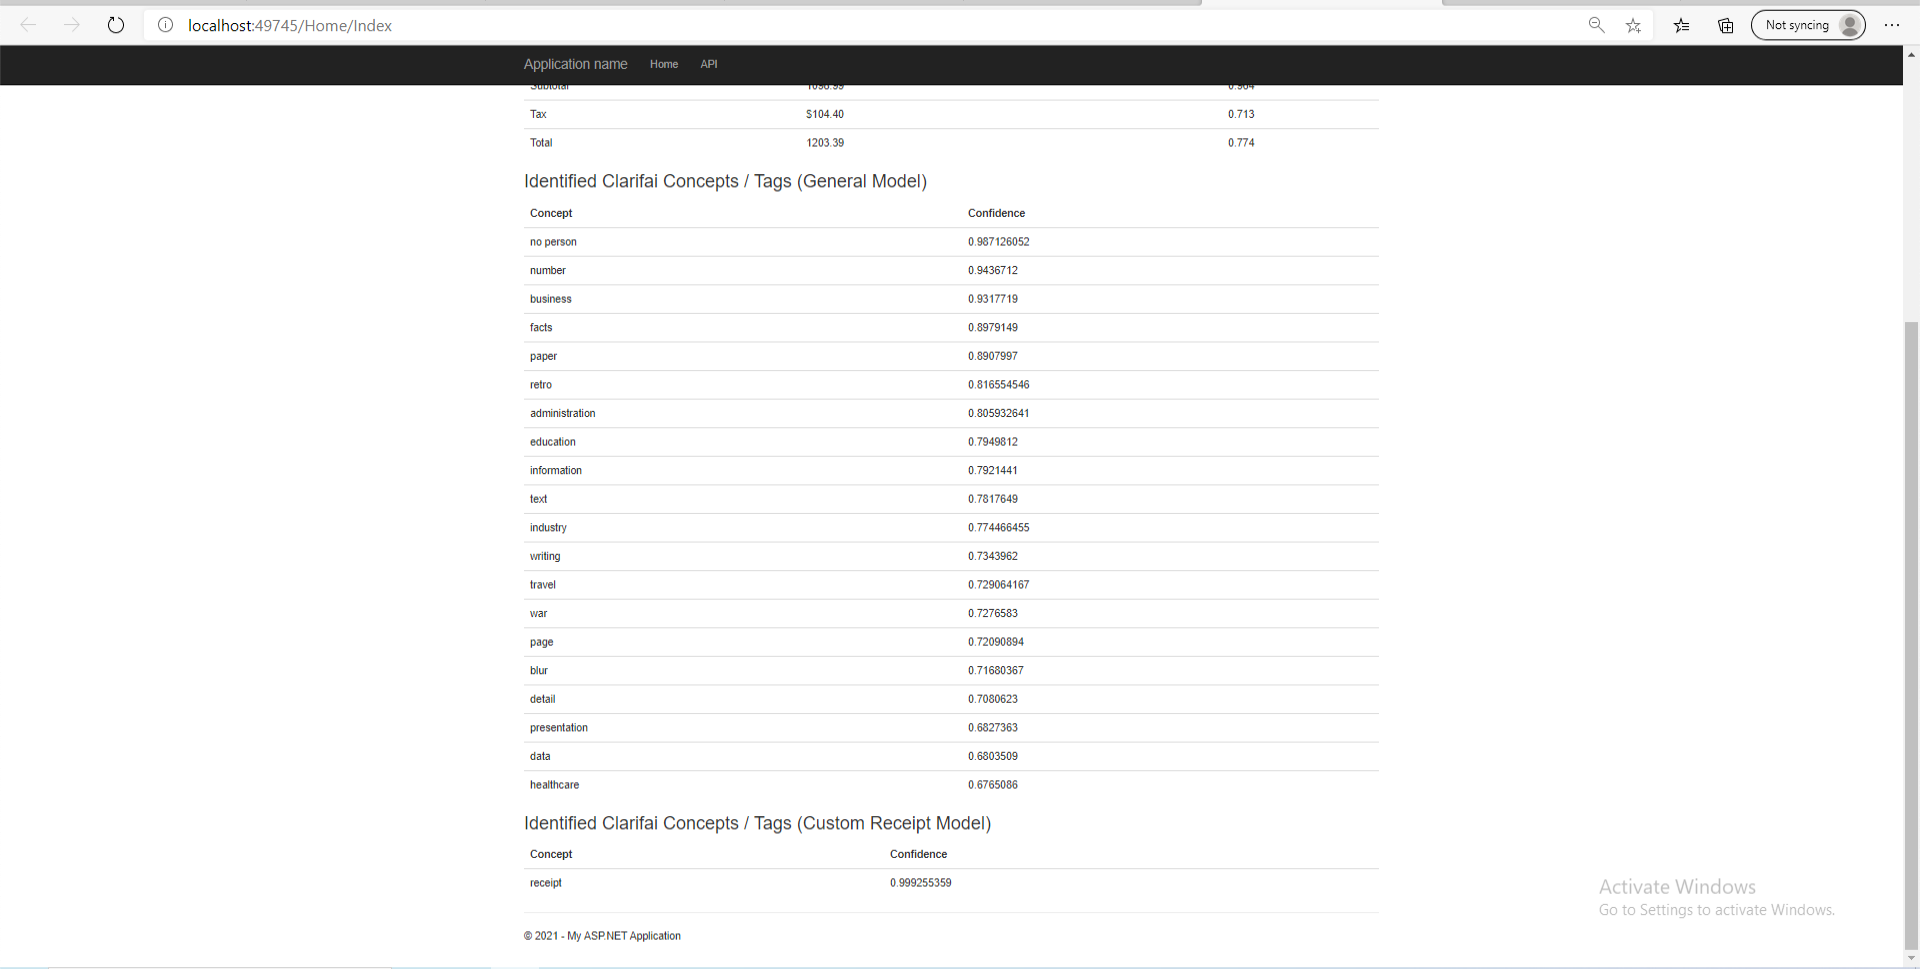 localhost:49745/Home/Index
Not syncing
Application name Home API
Subtotal 1098.99 0.964
Tax $104.40 0.713
Total 1203.39 0.774
Identified Clarifai Concepts / Tags (General Model)
Concept Confidence
no person 0.987126052
number 0.9436712
business 0.9317719
facts 0.8979149
paper 0.8907997
retro 0.816554546
administration 0.805932641
education 0.7949812
information 0.7921441
text 0.7817649
industry 0.774466455
writing 0.7343962
travel 0.729064167
war 0.7276583
page 0.72090894
blur 0.71680367
detail 0.7080623
presentation 0.6827363
data 0.6803509
healthcare 0.6765086
Identified Clarifai Concepts / Tags (Custom Receipt Model)
Concept Confidence
receipt 0.999255359
Activate Windows
Go to Settings to activate Windows.
© 2021 - My ASP.NET Application